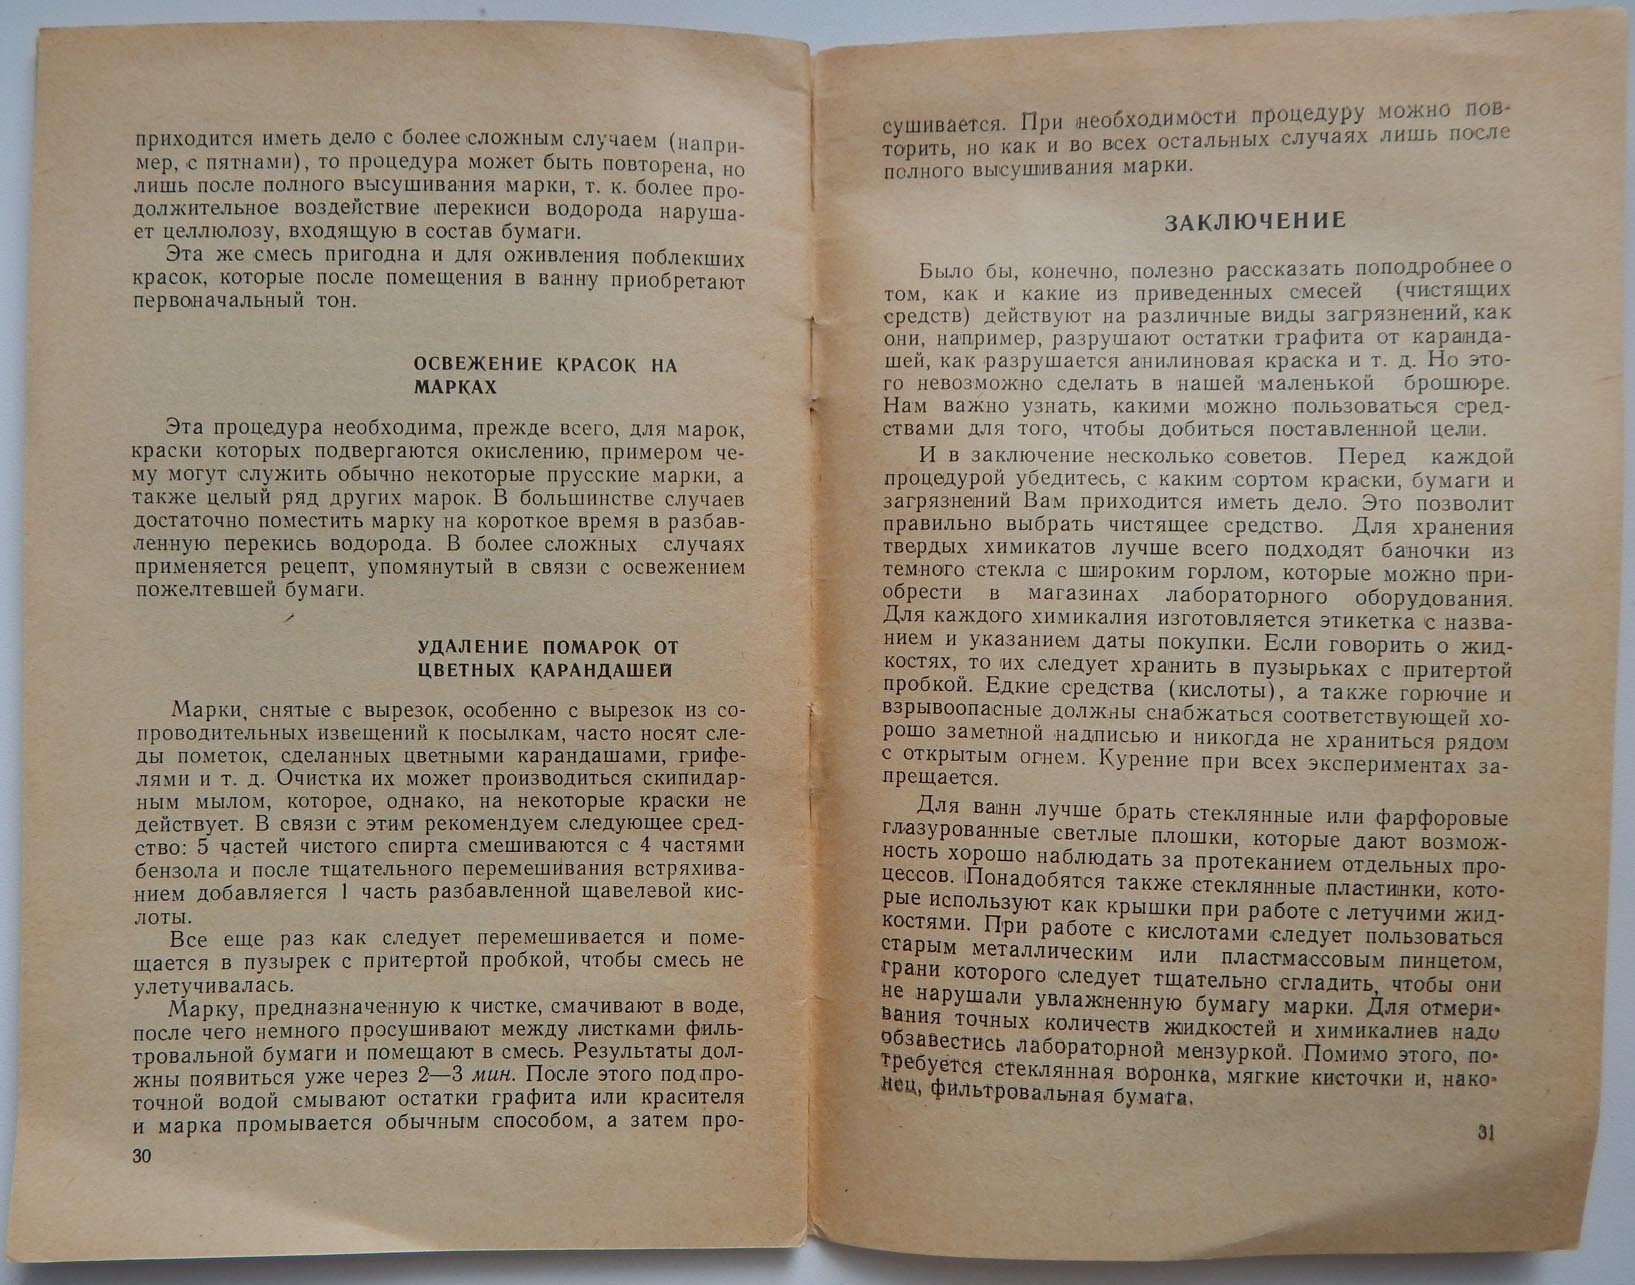 приходится иметь дело с более сложным случаем (напри-
мер, с пятнами), то процедура может быть повторена, но
лишь после полного высушивания марки, т. к. более про-
должительное воздействие перекиси водорода наруша-
ет целлюлозу, входящую в состав бумаги.
Эта же смесь пригодна и для оживления поблекших
красок, которые после помещения в ванну приобретают
первоначальный тон.
ОСВЕЖЕНИЕ КРАСОК НА
МАРКАХ
Эта процедура необходима, прежде всего, для марок,
краски которых подвергаются окислению, примером че-
му могут служить обычно некоторые прусские марки, а
также целый ряд других марок. В большинстве случаев
достаточно поместить марку на короткое время в разбав-
ленную перекись водорода. В более сложных случаях
применяется рецепт, упомянутый в связи с освежением
пожелтевшей бумаги.
УДАЛЕНИЕ ПОМАРОК ОТ
ЦВЕТНЫХ КАРАНДАШЕЙ
Марки, снятые с вырезок, особенно с вырезок из со-
проводительных извещений к посылкам, часто носят сле-
ды пометок, сделанных цветными карандашами, грифе-
лями и т. д. Очистка их может производиться скипидар-
ным мылом, которое, однако, на некоторые краски не
действует. В связи с этим рекомендуем следующее сред-
ство: 5 частей чистого спирта смешиваются с 4 частями
бензола и после тщательного перемешивания встряхива-
нием добавляется 1 часть разбавленной щавелевой кис-
лоты.
Все еще раз как следует перемешивается и поме-
щается в пузырек с притертой пробкой, чтобы смесь не
улетучивалась.
Марку, предназначенную к чистке, смачивают в воде,
после чего немного просушивают между листками филь-
тровальной бумаги и помещают в смесь. Результаты дол-
жны появиться уже через 2—3 мин. После этого под про-
точной водой смывают остатки графита или красителя
и марка промывается обычным способом, а затем про-
30
сушивается. При необходимости процедуру можно пов-
торить, но как и во всех остальных случаях лишь после
полного высушивания марки.
ЗАКЛЮЧЕНИЕ
Было бы, конечно, полезно рассказать поподробнее о
том, как и какие из приведенных смесей (чистящих
средств) действуют на различные виды загрязнений, как
они, например, разрушают остатки графита от каранда-
шей, как разрушается анилиновая краска и т. д. Но это-
го невозможно сделать в нашей маленькой брошюре.
Нам важно узнать, какими можно пользоваться сред-
ствами для того, чтобы добиться поставленной цели.
И в заключение несколько советов. Перед каждой
процедурой убедитесь, с каким сортом краски, бумаги и
загрязнений Вам приходится иметь дело. Это позволит
правильно выбрать чистящее средство. Для хранения
твердых химикатов лучше всего подходят баночки из
темного стекла с широким горлом, которые можно при-
обрести в магазинах лабораторного оборудования.
Для каждого химикалия изготовляется этикетка с назва-
нием и указанием даты покупки. Если говорить о жид-
костях, то их следует хранить в пузырьках с притертой
пробкой. Едкие средства (кислоты), а также горючие и
взрывоопасные должны снабжаться соответствующей хо-
рошо заметной надписью и никогда не храниться рядом
с открытым огнем. Курение при всех экспериментах за-
прещается.
Для ванн лучше брать стеклянные или фарфоровые
глазурованные светлые плошки, которые дают возмож-
ность хорошо наблюдать за протеканием отдельных про-
цессов. Понадобятся также стеклянные пластинки, кото-
рые используют как крышки при работе с летучими жид-
костями. При работе с кислотами следует пользоваться
старым металлическим или пластмассовым пинцетом,
грани которого следует тщательно сгладить, чтобы они
не нарушали увлажненную бумагу марки. Для отмери-
вания точных количеств жидкостей и химикалиев надо
обзавестись лабораторной мензуркой. Помимо этого, по-
требуется стеклянная воронка, мягкие кисточки и, нако-
нец, фильтровальная бумага.
31